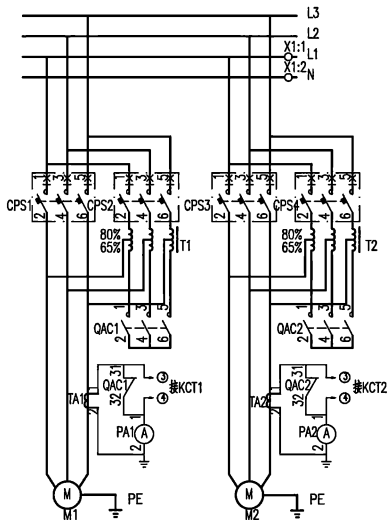 L3
L2
X1:1 L1
X1:2 N
1 3 5 1 3 5 1 3 5 1 3 5
CPS1 CPS2 CPS3 CPS4
2 4 6 2 4 6 2 4 6 2 4 6
80% 80%
65% T1 65% T2
1 3 5 1 3 5
QAC1 QAC2
2 4 6 2 4 6
31 3 31 3
TA1 1 QAC1 接KCT1 TA2 1 QAC2 接KCT2
2 32 4 2 32 4
1 1
PA1 A PA2 A
2 2
M PE M PE
M1 M2